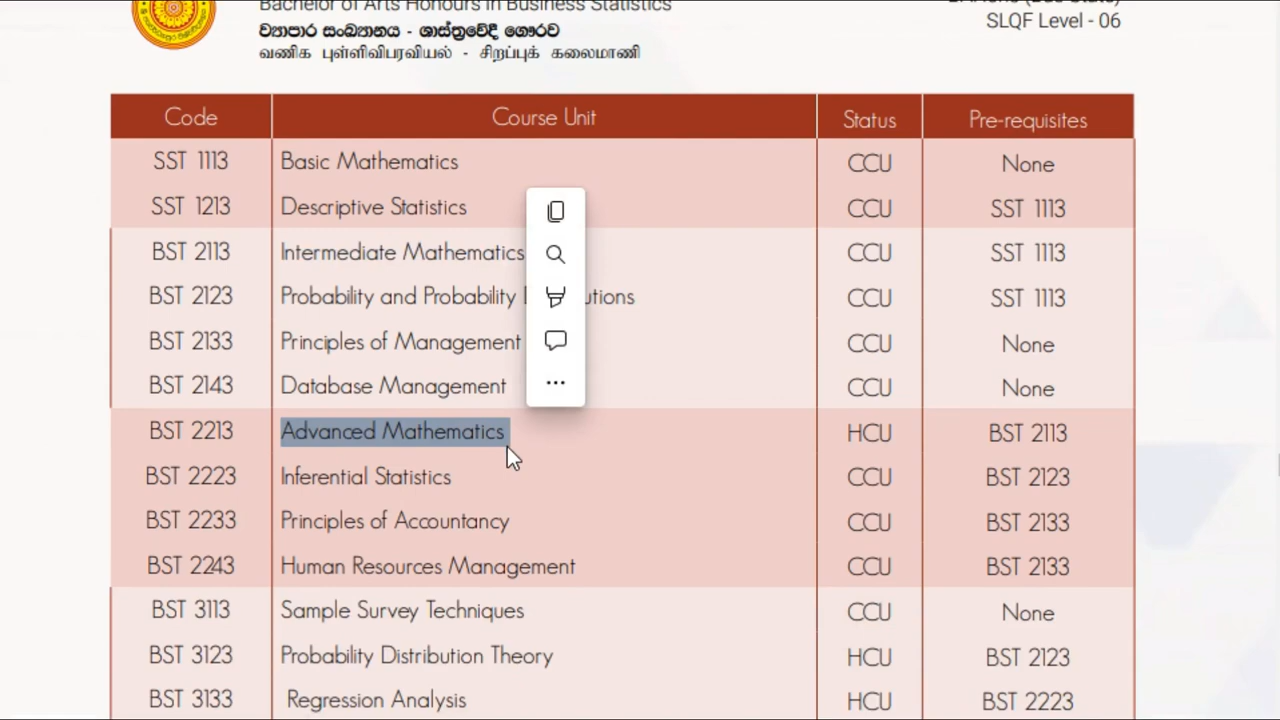 Bachelor of Arts Honours in Business Statistics
ව්‍යාපාර සංඛ්‍යානය - ශාස්ත්‍රවේදී ගෞරව
வணிக புள்ளிவிபரவியல் - சிறப்புக் கலைமாணி
SLQF Level - 06
Code Course Unit Status Pre-requisites
SST 1113 Basic Mathematics CCU None
SST 1213 Descriptive Statistics CCU SST 1113
BST 2113 Intermediate Mathematics CCU SST 1113
BST 2123 Probability and Probability utions CCU SST 1113
BST 2133 Principles of Management CCU None
BST 2143 Database Management CCU None
BST 2213 Advanced Mathematics HCU BST 2113
BST 2223 Inferential Statistics CCU BST 2123
BST 2233 Principles of Accountancy CCU BST 2133
BST 2243 Human Resources Management CCU BST 2133
BST 3113 Sample Survey Techniques CCU None
BST 3123 Probability Distribution Theory HCU BST 2123
BST 3133 Regression Analysis HCU BST 2223